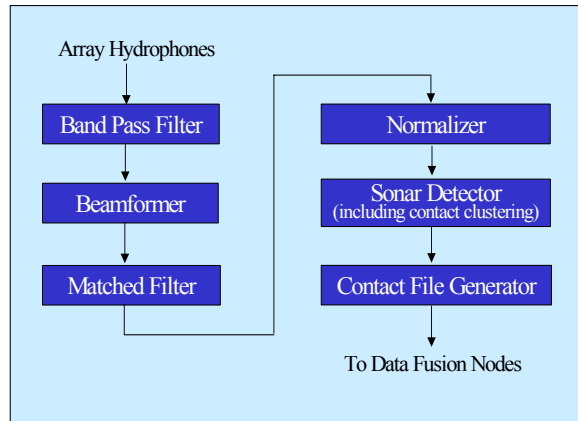 Array Hydrophones
Band Pass Filter
Beamformer
Matched Filter
Normalizer
Sonar Detector
(including contact clustering)
Contact File Generator
To Data Fusion Nodes